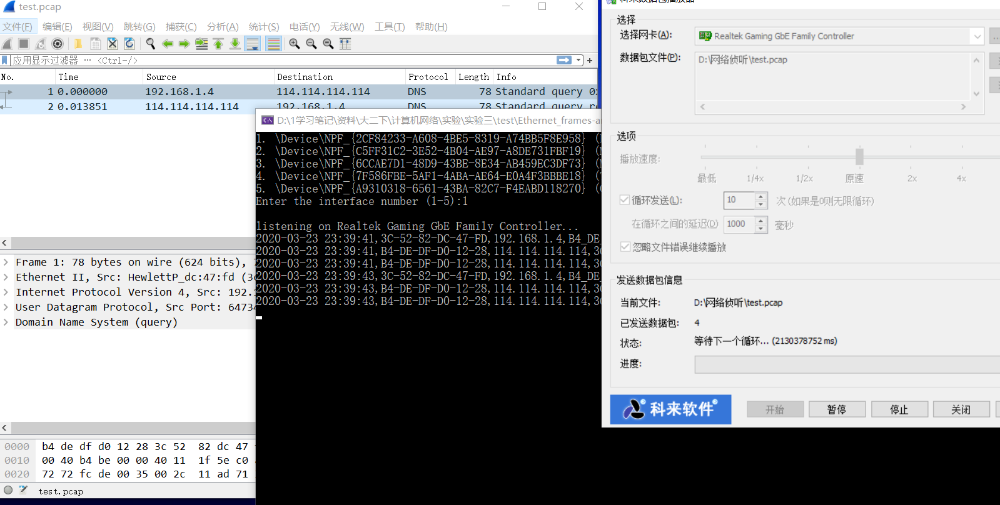 test.pcap
文件(F) 编辑(E) 视图(V) 跳转(G) 捕获(C) 分析(A) 统计(S) 电话(Y) 无线(W) 工具(T) 帮助(H)
应用显示过滤器 … <Ctrl-/>
No. Time Source Destination Protocol Length Info
1 0.000000 192.168.1.4 114.114.114.114 DNS 78 Standard query 0x
2 0.013851 114.114.114.114 192.168.1.4 DNS 78 Standard query re
Frame 1: 78 bytes on wire (624 bits),
Ethernet II, Src: HewlettP_dc:47:fd (3c
Internet Protocol Version 4, Src: 192.1
User Datagram Protocol, Src Port: 64734
Domain Name System (query)
0000 b4 de df d0 12 28 3c 52 82 dc 47
0010 00 40 b4 be 00 00 40 11 1f 5e c0
0020 72 72 fc de 00 35 00 2c 11 ad 71
test.pcap
D:\1学习笔记\资料\大二下\计算机网络\实验\实验三\test\Ethernet_frames-a
1. \Device\NPF_{2CF84233-A608-4BE5-8319-A74BB5F8E958} (
2. \Device\NPF_{C5FF31C2-3E52-4B04-AE97-A8DE731FBF19} (
3. \Device\NPF_{6CCAE7D1-48D9-43BE-8E34-AB459EC3DF73} (
4. \Device\NPF_{7F586FBE-5AF1-4ABA-AE64-E0A4F3BBBE18} (
5. \Device\NPF_{A9310318-6561-43BA-82C7-F4EABD118270} (
Enter the interface number (1-5):1
listening on Realtek Gaming GbE Family Controller...
2020-03-23 23:39:41,3C-52-82-DC-47-FD,192.168.1.4,B4_DE_
2020-03-23 23:39:41,B4-DE-DF-D0-12-28,114.114.114.114,3C
2020-03-23 23:39:41,B4-DE-DF-D0-12-28,114.114.114.114,3C
2020-03-23 23:39:43,3C-52-82-DC-47-FD,192.168.1.4,B4_DE_
2020-03-23 23:39:43,B4-DE-DF-D0-12-28,114.114.114.114,3C
2020-03-23 23:39:43,B4-DE-DF-D0-12-28,114.114.114.114,3C
科来数据包播放器
选择
选择网卡(A): Realtek Gaming GbE Family Controller
数据包文件(P): D:\网络侦听\test.pcap
选项
播放速度:
最低 1/4x 1/2x 原速 2x 4x
循环发送(L): 10 次(如果是0则无限循环)
在循环之间的延迟(D) 1000 毫秒
忽略文件错误继续播放
发送数据包信息
当前文件: D:\网络侦听\test.pcap
已发送数据包: 4
状态: 等待下一个循环... (2130378752 ms)
进度:
科来软件
开始 暂停 停止 关闭